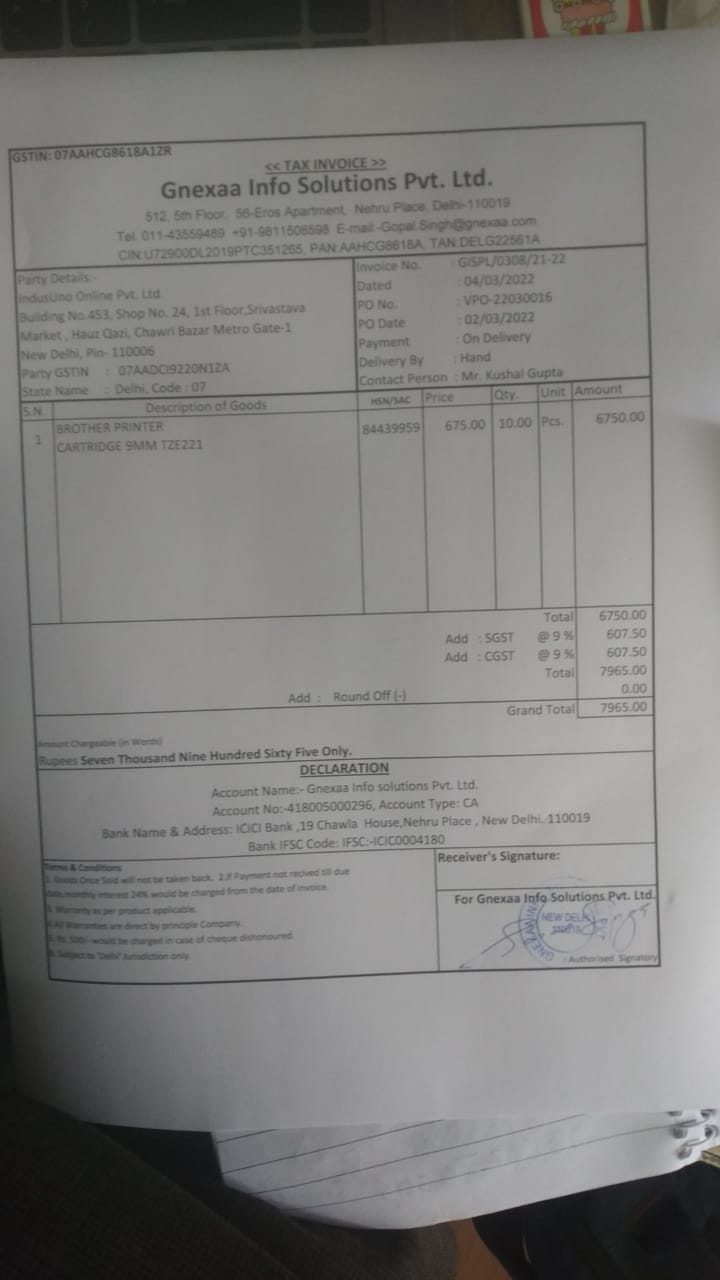 GSTIN: 07AAHCG8618A1ZR
<< TAX INVOICE >>
Gnexaa Info Solutions Pvt. Ltd.
512, 5th Floor, 56-Eros Apartment, Nehru Place, Delhi-110019
Tel. 011-43559489 +91-9811508598 E-mail:-Gopal.Singh@gnexaa.com
CIN:U72900DL2019PTC351265, PAN:AAHCG8618A, TAN:DELG22561A
Party Details:-
IndusUno Online Pvt. Ltd.
Building No.453, Shop No. 24, 1st Floor,Srivastava
Market , Hauz Qazi, Chawri Bazar Metro Gate-1
New Delhi, Pin- 110006
Party GSTIN : 07AADCI9220N1ZA
State Name : Delhi, Code : 07
Invoice No. : GISPL/0308/21-22
Dated : 04/03/2022
PO No. : VPO-22030016
PO Date : 02/03/2022
Payment : On Delivery
Delivery By : Hand
Contact Person : Mr. Kushal Gupta
S.N. Description of Goods HSN/SAC Price Qty. Unit Amount
1 BROTHER PRINTER 84439959 675.00 10.00 Pcs. 6750.00
CARTRIDGE 9MM TZE221
Total 6750.00
Add : SGST @ 9 % 607.50
Add : CGST @ 9 % 607.50
Total 7965.00
Add : Round Off (-) 0.00
Grand Total 7965.00
Amount Chargeable (in Words)
Rupees Seven Thousand Nine Hundred Sixty Five Only.
DECLARATION
Account Name:- Gnexaa Info solutions Pvt. Ltd.
Account No:-418005000296, Account Type: CA
Bank Name & Address: ICICI Bank ,19 Chawla House,Nehru Place , New Delhi. 110019
Bank IFSC Code: IFSC:-ICIC0004180
Terms & Conditions
1. Goods Once Sold will not be taken back. 2.If Payment not recived till due
date,monthly interest 24% would be charged from the date of invoice.
3. Warranty as per product applicable.
4.All Warranties are direct by principle Company.
5. Rs. 500/- would be charged in case of cheque dishonoured.
6. Subject to "Delhi" Jurisdiction only.
Receiver's Signature:
For Gnexaa Info Solutions Pvt. Ltd.
NEW DELHI
110019
Authorised Signatory